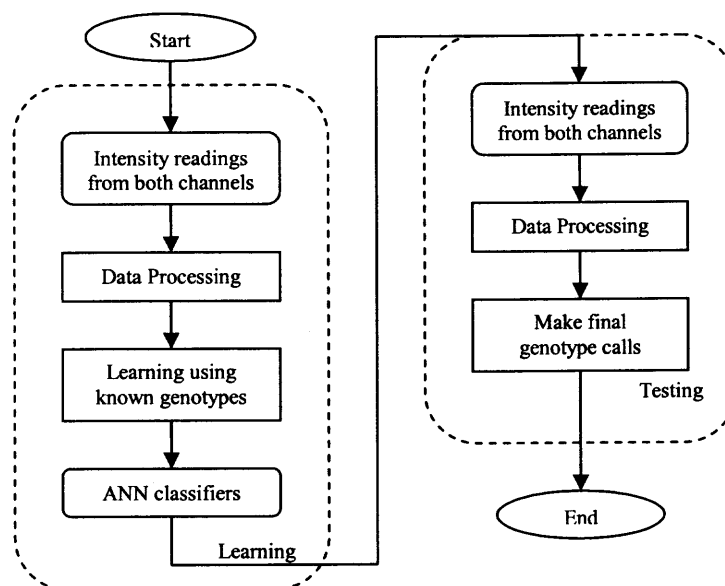 Start
Intensity readings
from both channels
Data Processing
Learning using
known genotypes
ANN classifiers
Learning
Intensity readings
from both channels
Data Processing
Make final
genotype calls
Testing
End